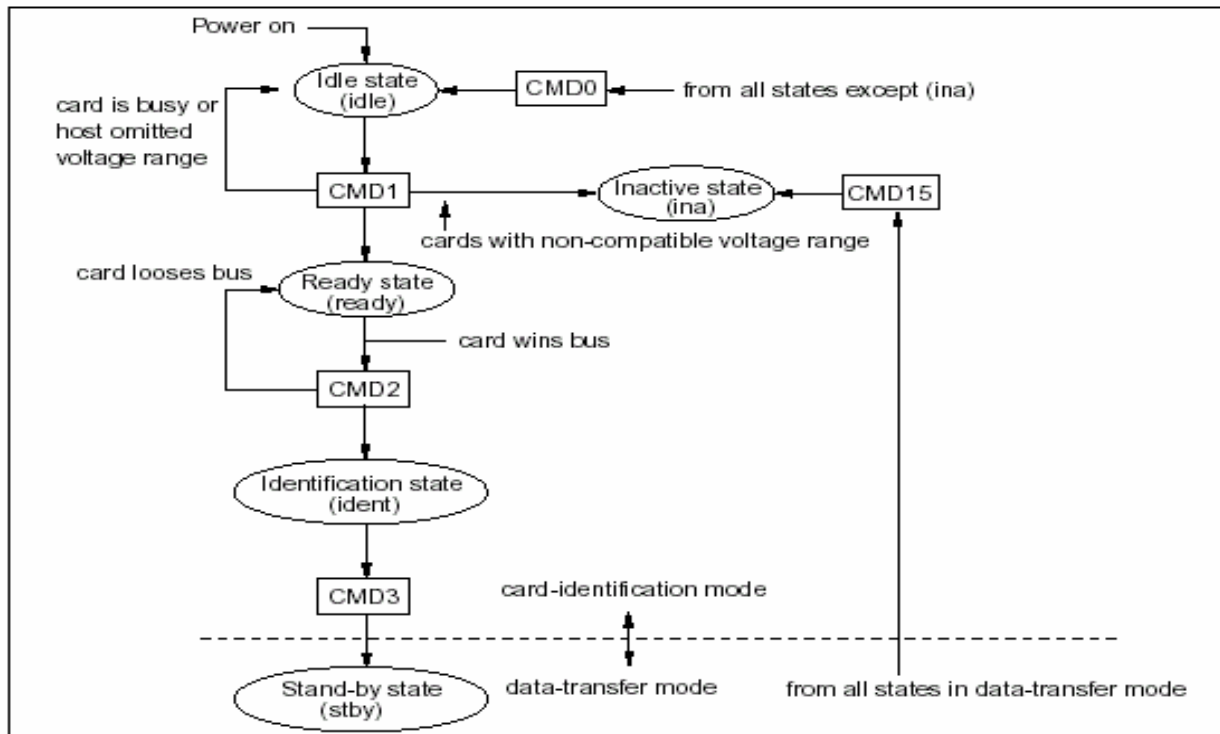 Power on
Idle state
(idle)
CMD0
from all states except (ina)
card is busy or
host omitted
voltage range
CMD1
Inactive state
(ina)
CMD15
cards with non-compatible voltage range
card looses bus
Ready state
(ready)
card wins bus
CMD2
Identification state
(ident)
CMD3
card-identification mode
Stand-by state
(stby)
data-transfer mode
from all states in data-transfer mode